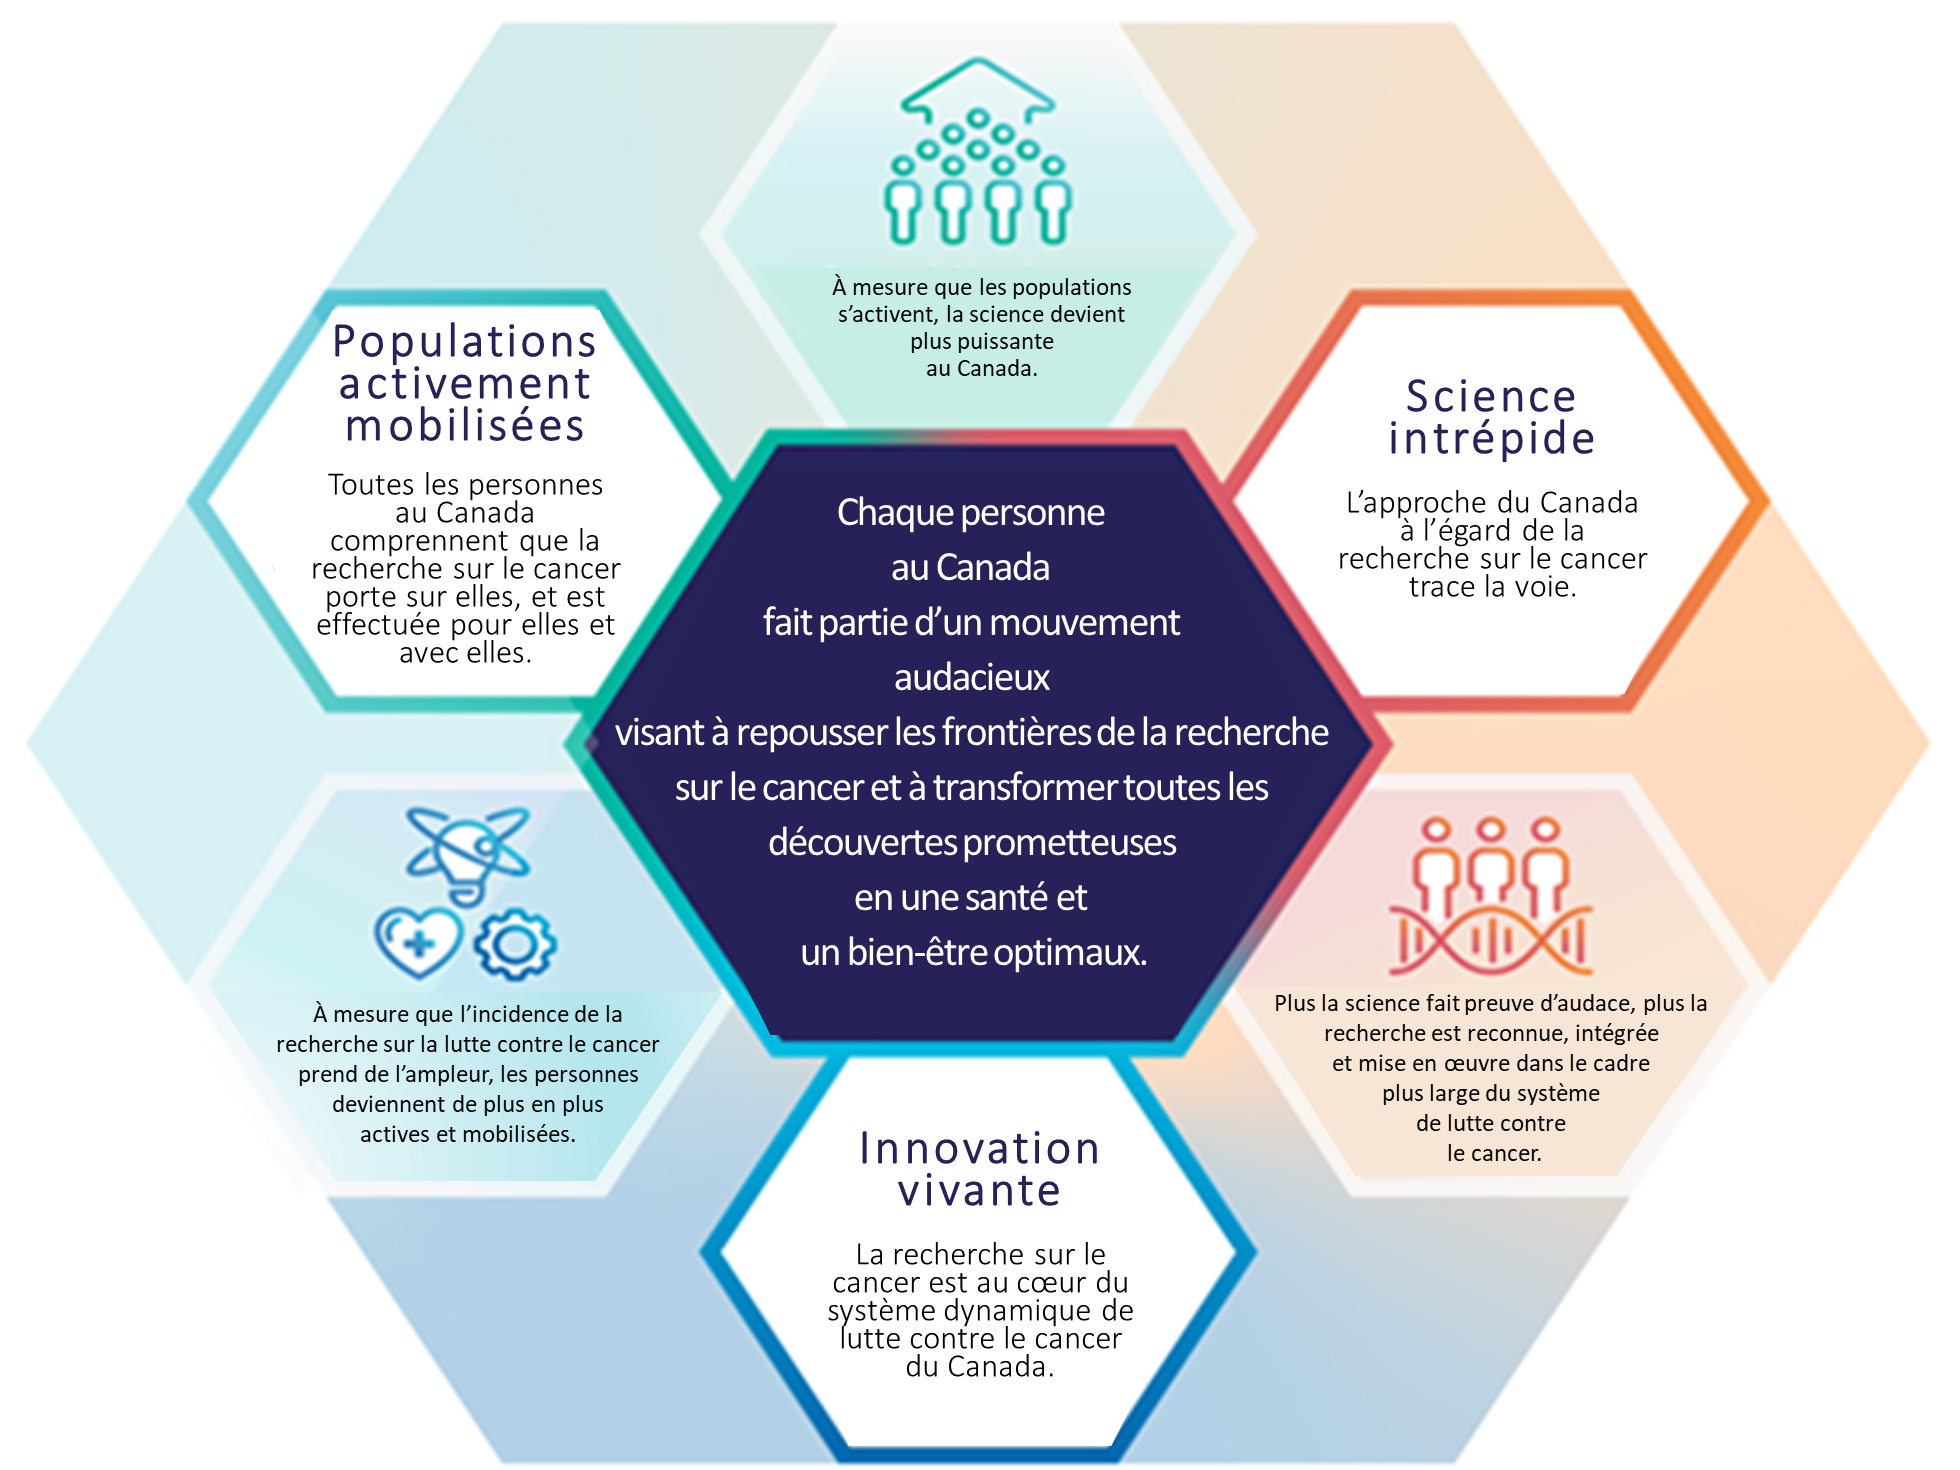 À mesure que les populations
s’activent, la science devient
plus puissante
au Canada.
Populations
activement
mobilisées
Toutes les personnes
au Canada
comprennent que la
recherche sur le cancer
porte sur elles, et est
effectuée pour elles et
avec elles.
Science
intrépide
L’approche du Canada
à l’égard de la
recherche sur le cancer
trace la voie.
Chaque personne
au Canada
fait partie d’un mouvement
audacieux
visant à repousser les frontières de la recherche
sur le cancer et à transformer toutes les
découvertes prometteuses
en une santé et
un bien-être optimaux.
À mesure que l’incidence de la
recherche sur la lutte contre le cancer
prend de l’ampleur, les personnes
deviennent de plus en plus
actives et mobilisées.
Plus la science fait preuve d’audace, plus la
recherche est reconnue, intégrée
et mise en œuvre dans le cadre
plus large du système
de lutte contre
le cancer.
Innovation
vivante
La recherche sur le
cancer est au cœur du
système dynamique de
lutte contre le cancer
du Canada.